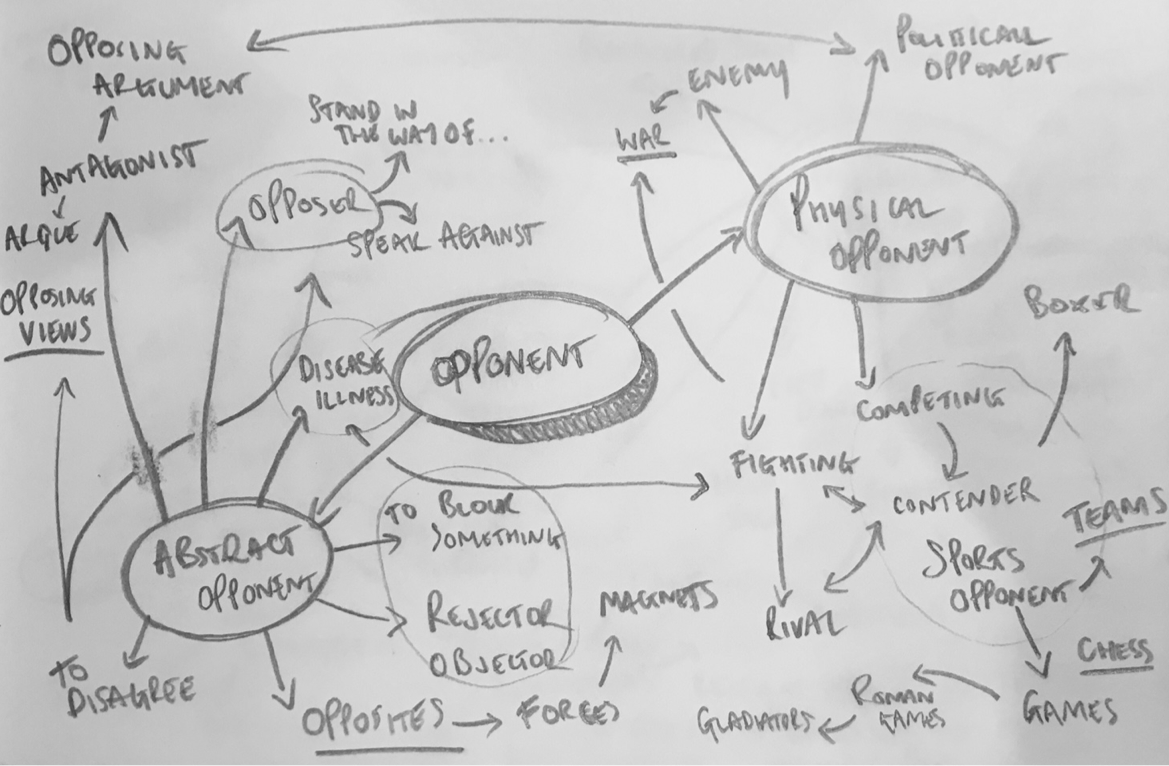 OPPOSING
ARGUMENT
POLITICAL
OPPONENT
ENEMY
STAND IN
THE WAY OF...
WAR
ANTAGONIST
OPPOSER
PHYSICAL
OPPONENT
ARGUE
SPEAK AGAINST
OPPOSING
VIEWS
BOXER
DISEASE
ILLNESS
OPPONENT
COMPETING
FIGHTING
CONTENDER
TO BLOCK
SOMETHING
TEAMS
ABSTRACT
OPPONENT
SPORTS
OPPONENT
REJECTOR
OBJECTOR
MAGNETS
RIVAL
TO
DISAGREE
CHESS
OPPOSITES
FORCES
ROMAN
GAMES
GLADIATORS
GAMES